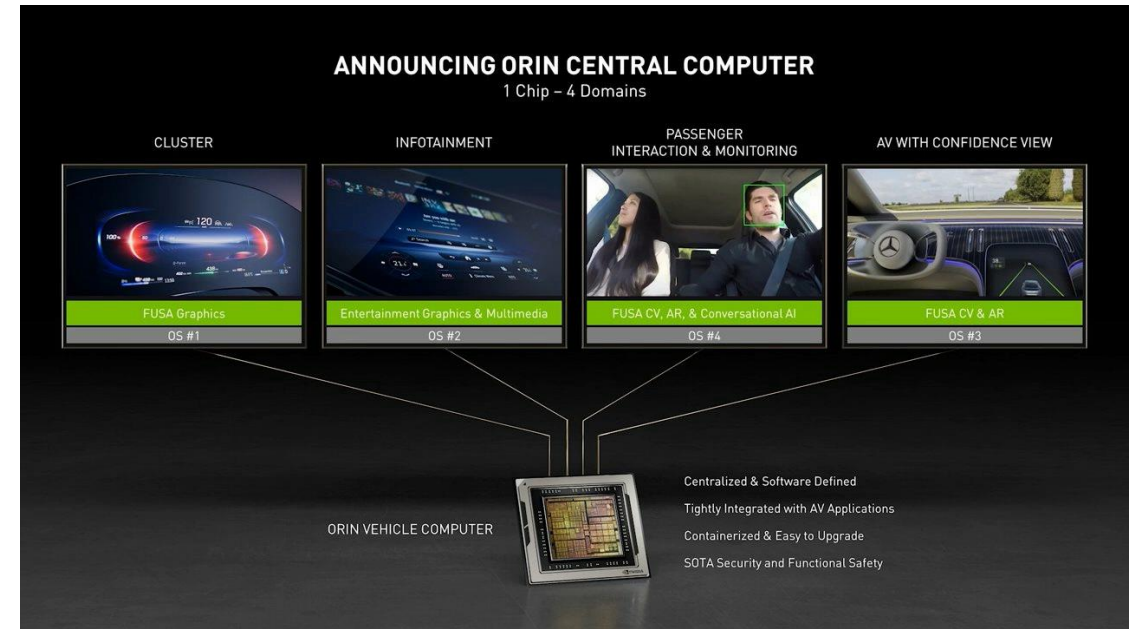 ANNOUNCING ORIN CENTRAL COMPUTER
1 Chip – 4 Domains
CLUSTER
INFOTAINMENT
PASSENGER
INTERACTION & MONITORING
AV WITH CONFIDENCE VIEW
120
100
FUSA Graphics
Entertainment Graphics & Multimedia
FUSA CV, AR, & Conversational AI
FUSA CV & AR
OS #1
OS #2
OS #4
OS #3
ORIN VEHICLE COMPUTER
Centralized & Software Defined
Tightly Integrated with AV Applications
Containerized & Easy to Upgrade
SOTA Security and Functional Safety